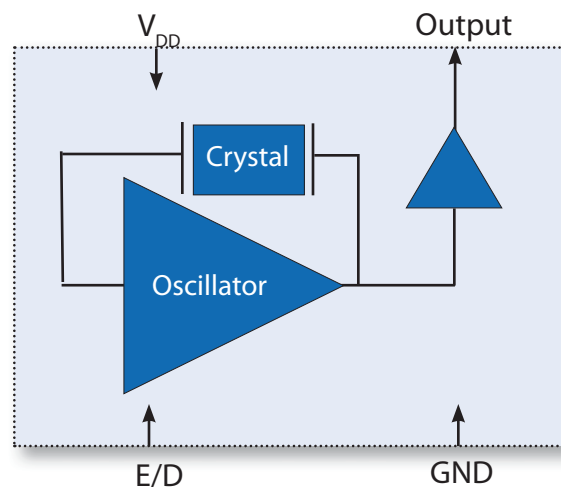 VDD
Output
Crystal
Oscillator
E/D
GND